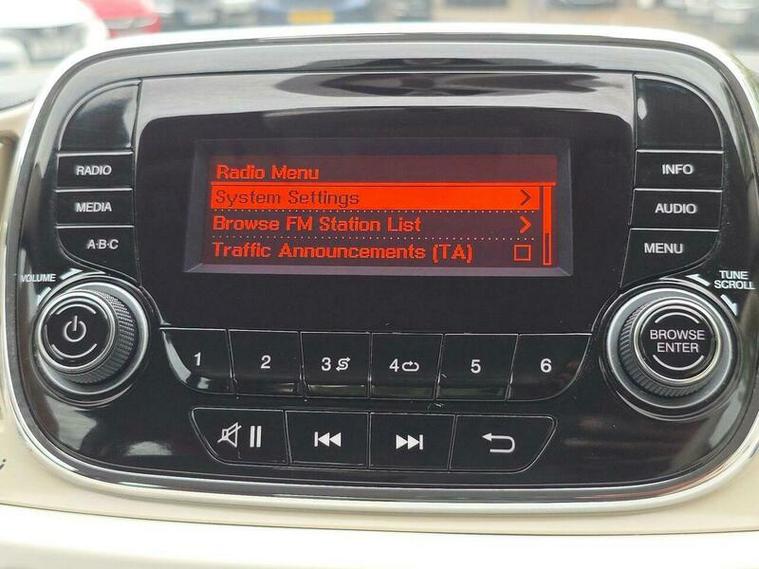 Radio Menu
System Settings
Browse FM Station List
Traffic Announcements (TA)
RADIO
MEDIA
A·B·C
INFO
AUDIO
MENU
VOLUME
TUNE
SCROLL
BROWSE
ENTER
1
2
3
4
5
6